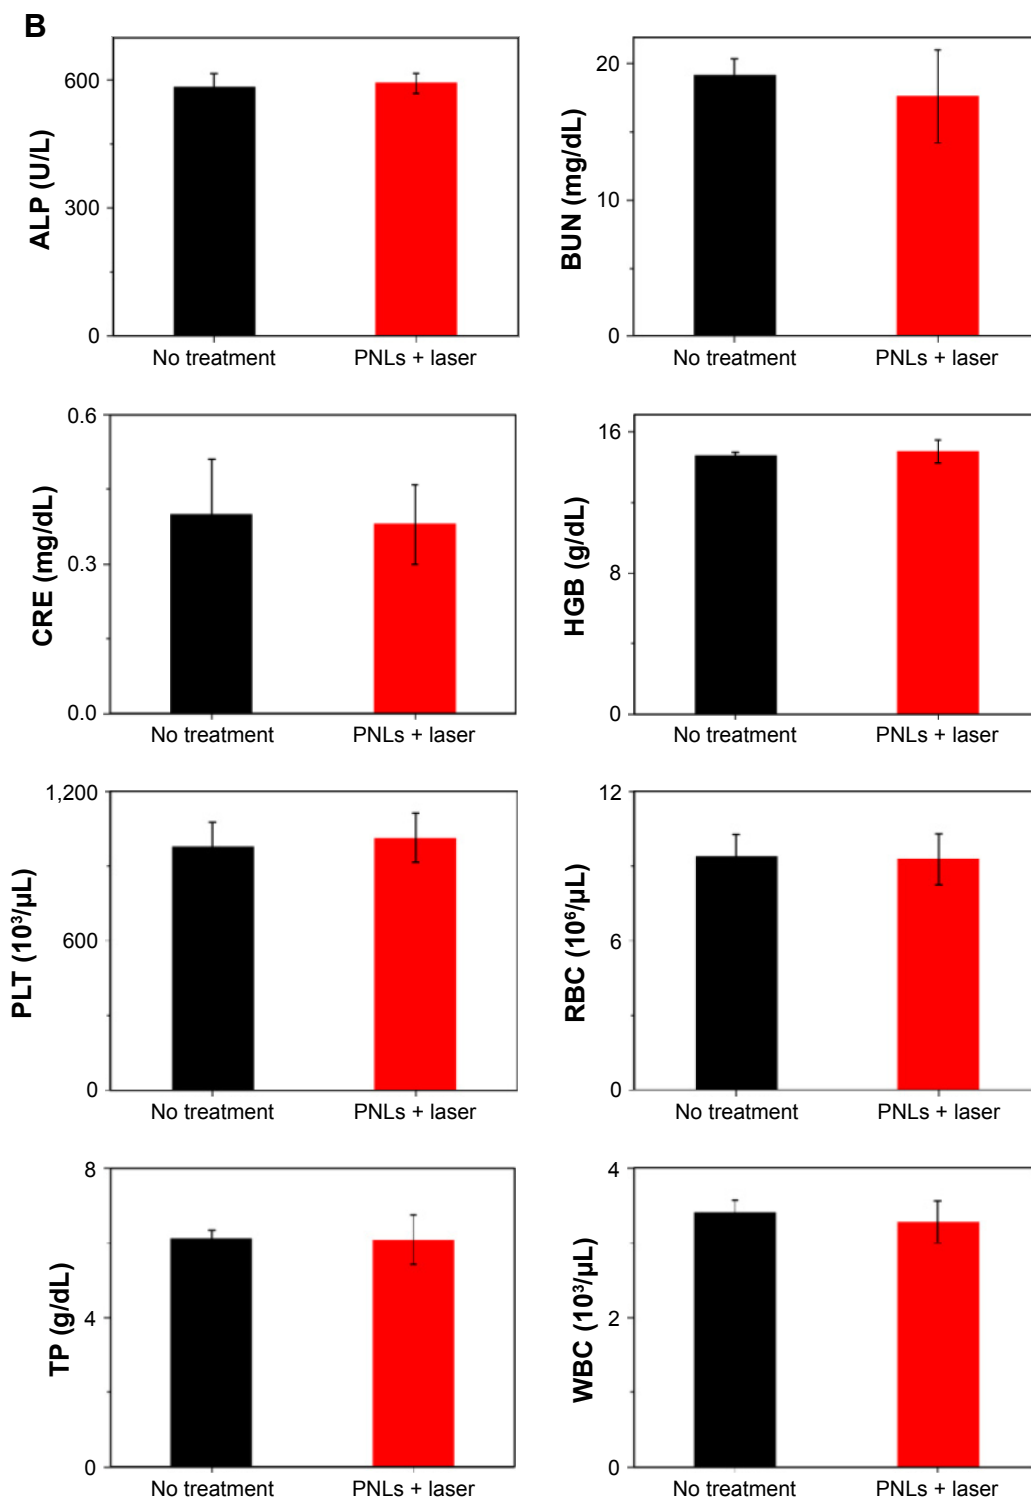 B
ALP (U/L)
600
300
0
No treatment PNLs + laser
BUN (mg/dL)
20
10
0
No treatment PNLs + laser
CRE (mg/dL)
0.6
0.3
0.0
No treatment PNLs + laser
HGB (g/dL)
16
8
0
No treatment PNLs + laser
PLT (10³/µL)
1,200
600
0
No treatment PNLs + laser
RBC (10⁶/µL)
12
6
0
No treatment PNLs + laser
TP (g/dL)
8
4
0
No treatment PNLs + laser
WBC (10³/µL)
4
2
0
No treatment PNLs + laser